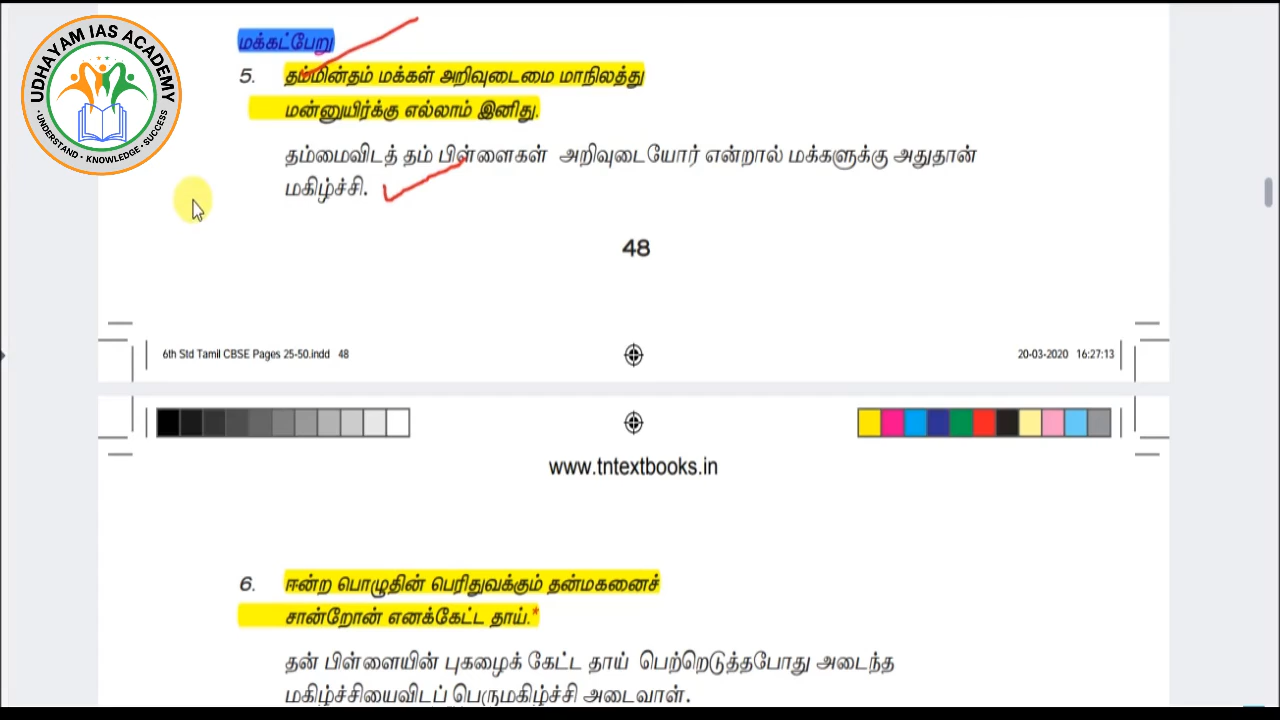 UDHAYAM IAS ACADEMY
· UNDERSTAND · KNOWLEDGE · SUCCESS
மக்கட்பேறு
5. தம்மின்தம் மக்கள் அறிவுடைமை மாநிலத்து
மன்னுயிர்க்கு எல்லாம் இனிது.
தம்மைவிடத் தம் பிள்ளைகள் அறிவுடையோர் என்றால் மக்களுக்கு அதுதான்
மகிழ்ச்சி.
48
6th Std Tamil CBSE Pages 25-50.indd 48
20-03-2020 16:27:13
www.tntextbooks.in
6. ஈன்ற பொழுதின் பெரிதுவக்கும் தன்மகனைச்
சான்றோன் எனக்கேட்ட தாய்.*
தன் பிள்ளையின் புகழைக் கேட்ட தாய் பெற்றெடுத்தபோது அடைந்த
மகிழ்ச்சியைவிடப் பெருமகிழ்ச்சி அடைவாள்.